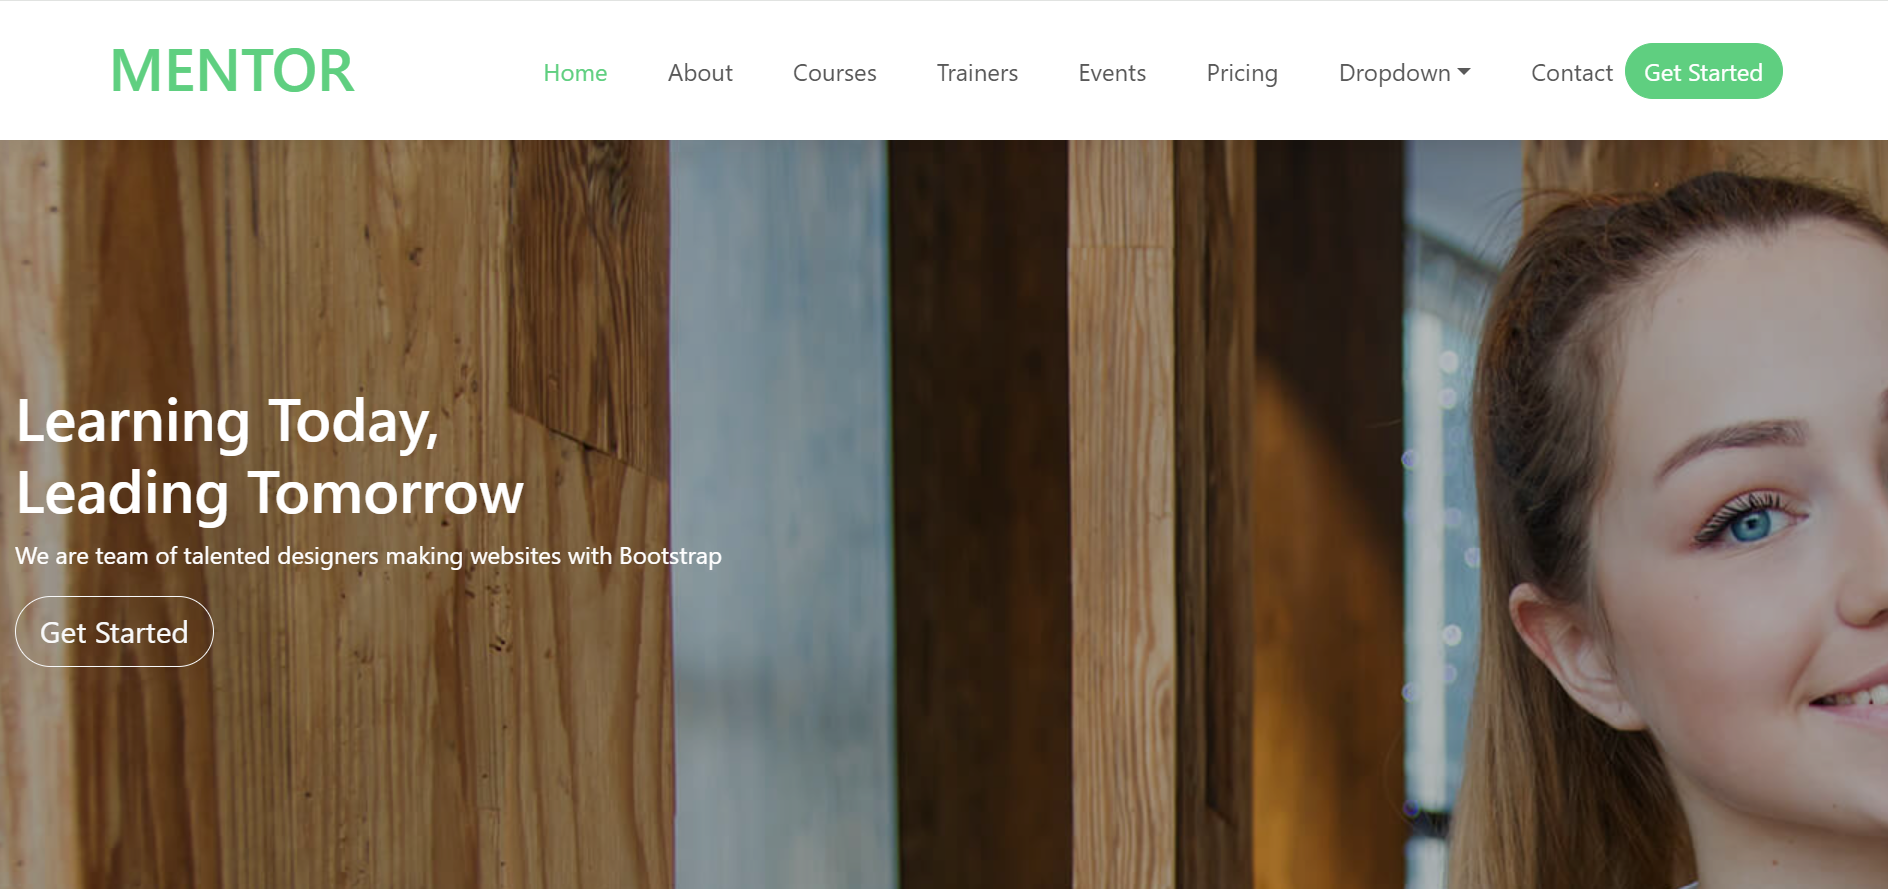 MENTOR
Home About Courses Trainers Events Pricing Dropdown Contact Get Started
Learning Today,
Leading Tomorrow
We are team of talented designers making websites with Bootstrap
Get Started